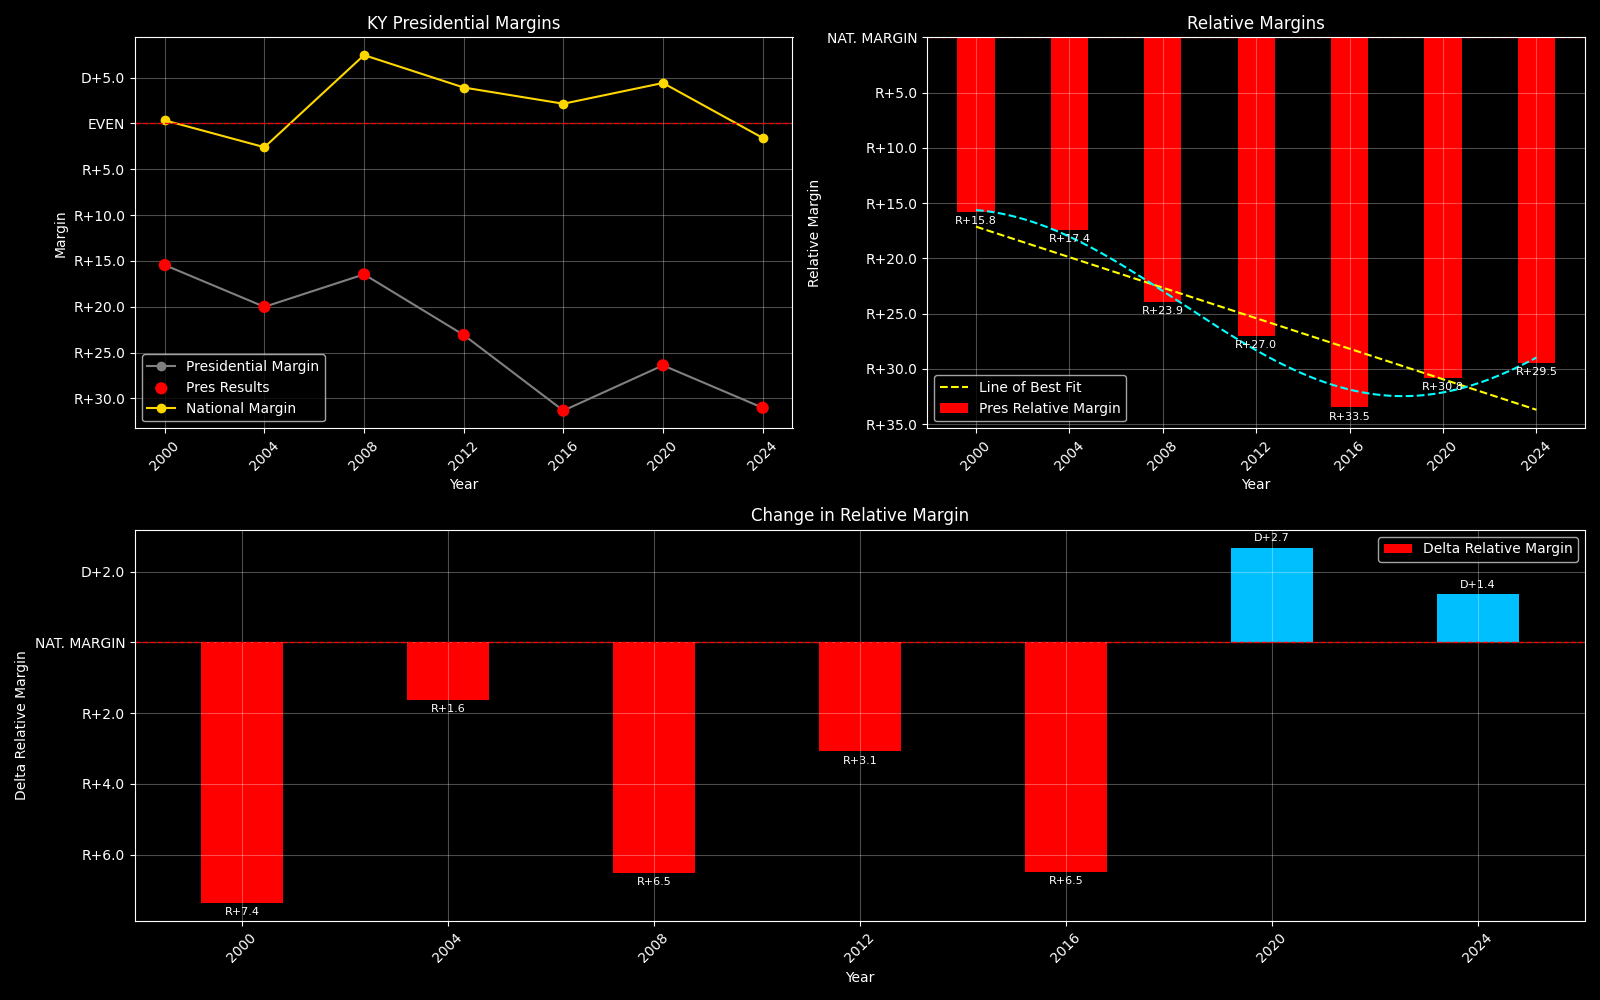 KY Presidential Margins
D+5.0
EVEN
R+5.0
R+10.0
R+15.0
R+20.0
R+25.0
R+30.0
Margin
Presidential Margin
Pres Results
National Margin
2000
2004
2008
2012
2016
2020
2024
Year
Relative Margins
NAT. MARGIN
R+5.0
R+10.0
R+15.0
R+20.0
R+25.0
R+30.0
R+35.0
Relative Margin
R+15.8
R+17.4
R+23.9
R+27.0
R+33.5
R+30.8
R+29.5
Line of Best Fit
Pres Relative Margin
2000
2004
2008
2012
2016
2020
2024
Year
Change in Relative Margin
D+2.0
NAT. MARGIN
R+2.0
R+4.0
R+6.0
Delta Relative Margin
Delta Relative Margin
R+7.4
R+1.6
R+6.5
R+3.1
R+6.5
D+2.7
D+1.4
2000
2004
2008
2012
2016
2020
2024
Year